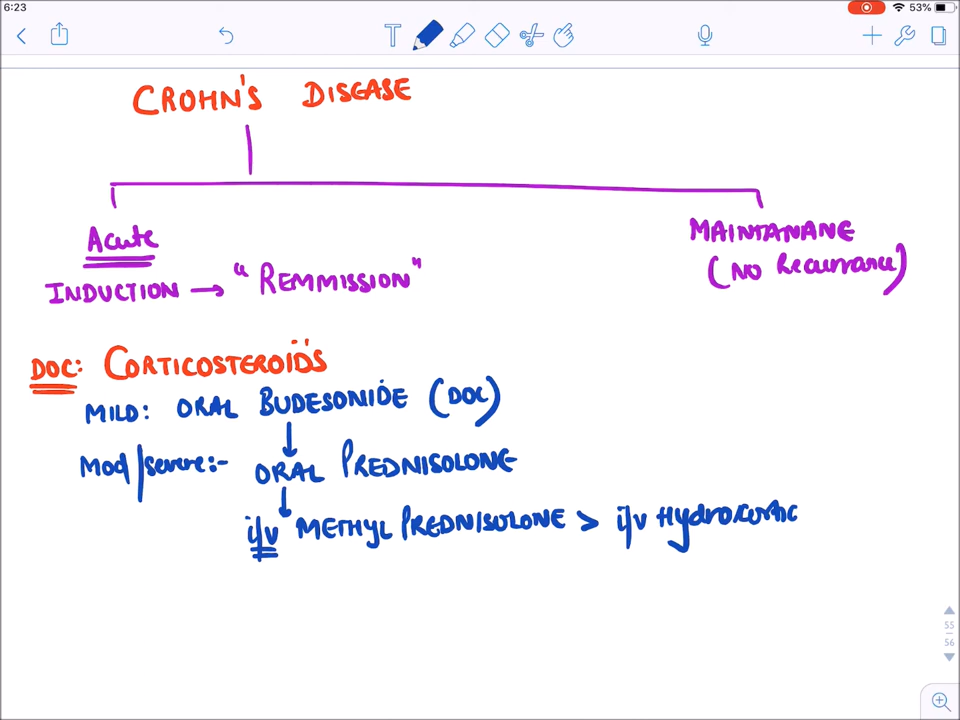 6:23
53%
T
CROHN'S DISEASE
Acute
INDUCTION → "REMMISSION"
MAINTANANE
(NO Recurrance)
DOC: CORTICOSTEROIDS
MILD: ORAL BUDESONIDE (DOC)
Mod/severe:- ORAL PREDNISOLONE
i/v METHYL PREDNISOLONE > i/v Hydrocortic
55
56